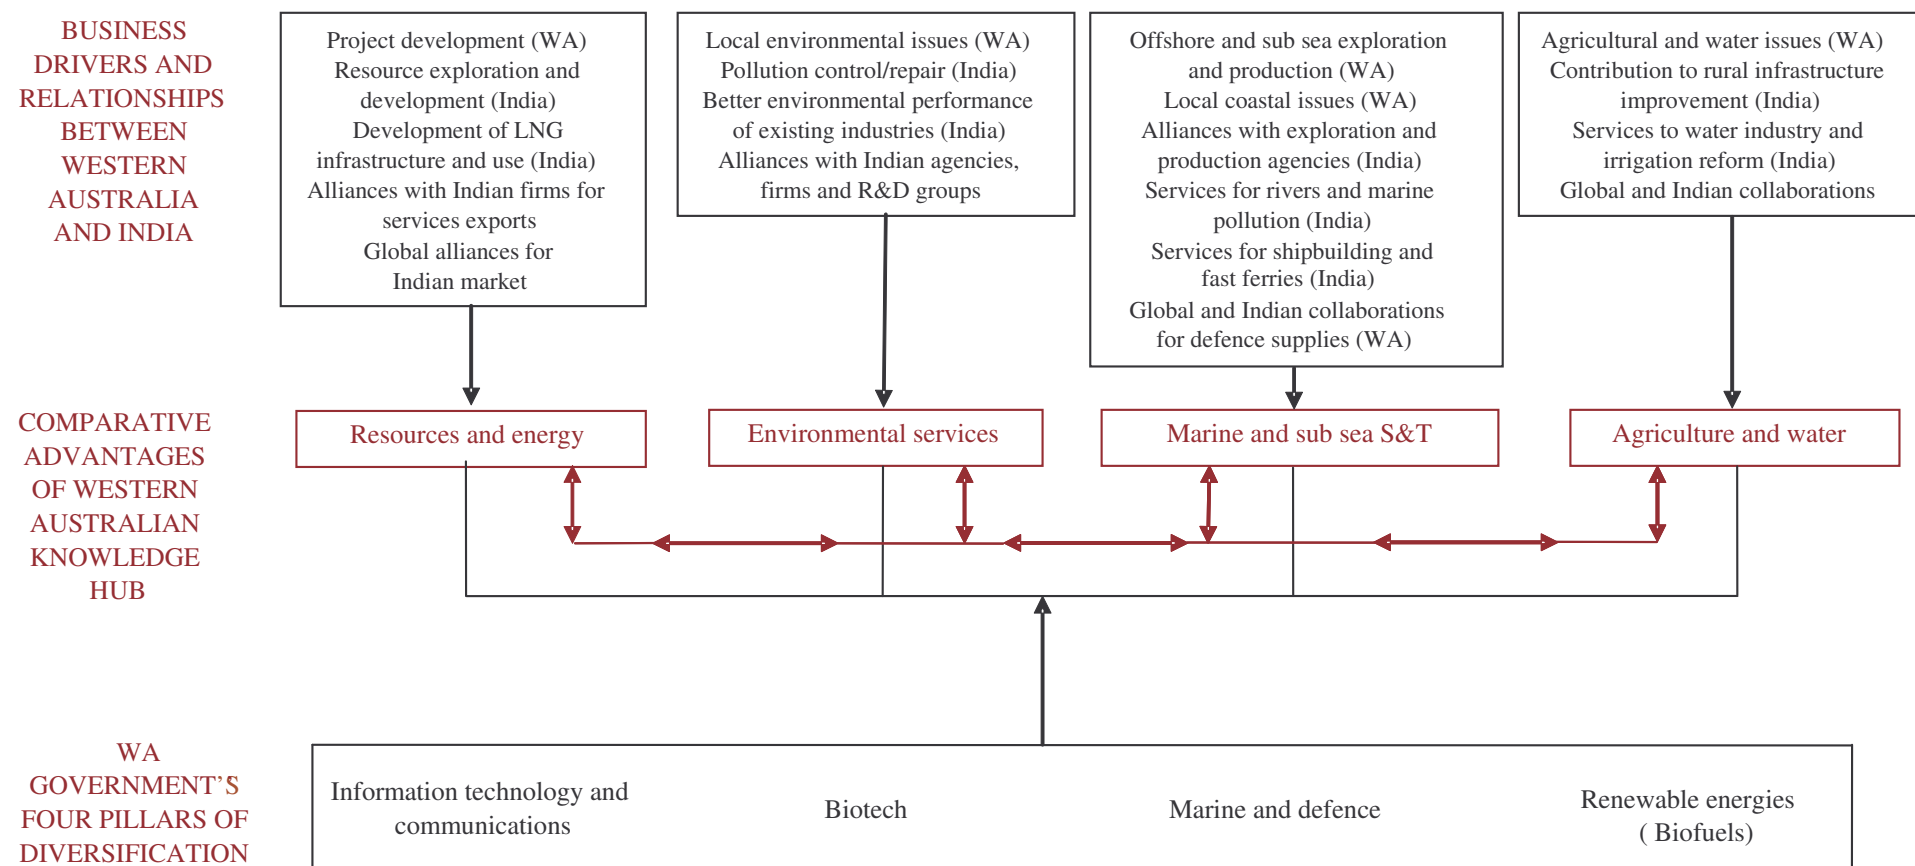 BUSINESS
DRIVERS AND
RELATIONSHIPS
BETWEEN
WESTERN
AUSTRALIA
AND INDIA
Project development (WA)
Resource exploration and
development (India)
Development of LNG
infrastructure and use (India)
Alliances with Indian firms for
services exports
Global alliances for
Indian market
Local environmental issues (WA)
Pollution control/repair (India)
Better environmental performance
of existing industries (India)
Alliances with Indian agencies,
firms and R&D groups
Offshore and sub sea exploration
and production (WA)
Local coastal issues (WA)
Alliances with exploration and
production agencies (India)
Services for rivers and marine
pollution (India)
Services for shipbuilding and
fast ferries (India)
Global and Indian collaborations
for defence supplies (WA)
Agricultural and water issues (WA)
Contribution to rural infrastructure
improvement (India)
Services to water industry and
irrigation reform (India)
Global and Indian collaborations
COMPARATIVE
ADVANTAGES
OF WESTERN
AUSTRALIAN
KNOWLEDGE
HUB
Resources and energy
Environmental services
Marine and sub sea S&T
Agriculture and water
WA
GOVERNMENT'S
FOUR PILLARS OF
DIVERSIFICATION
Information technology and
communications
Biotech
Marine and defence
Renewable energies
( Biofuels)